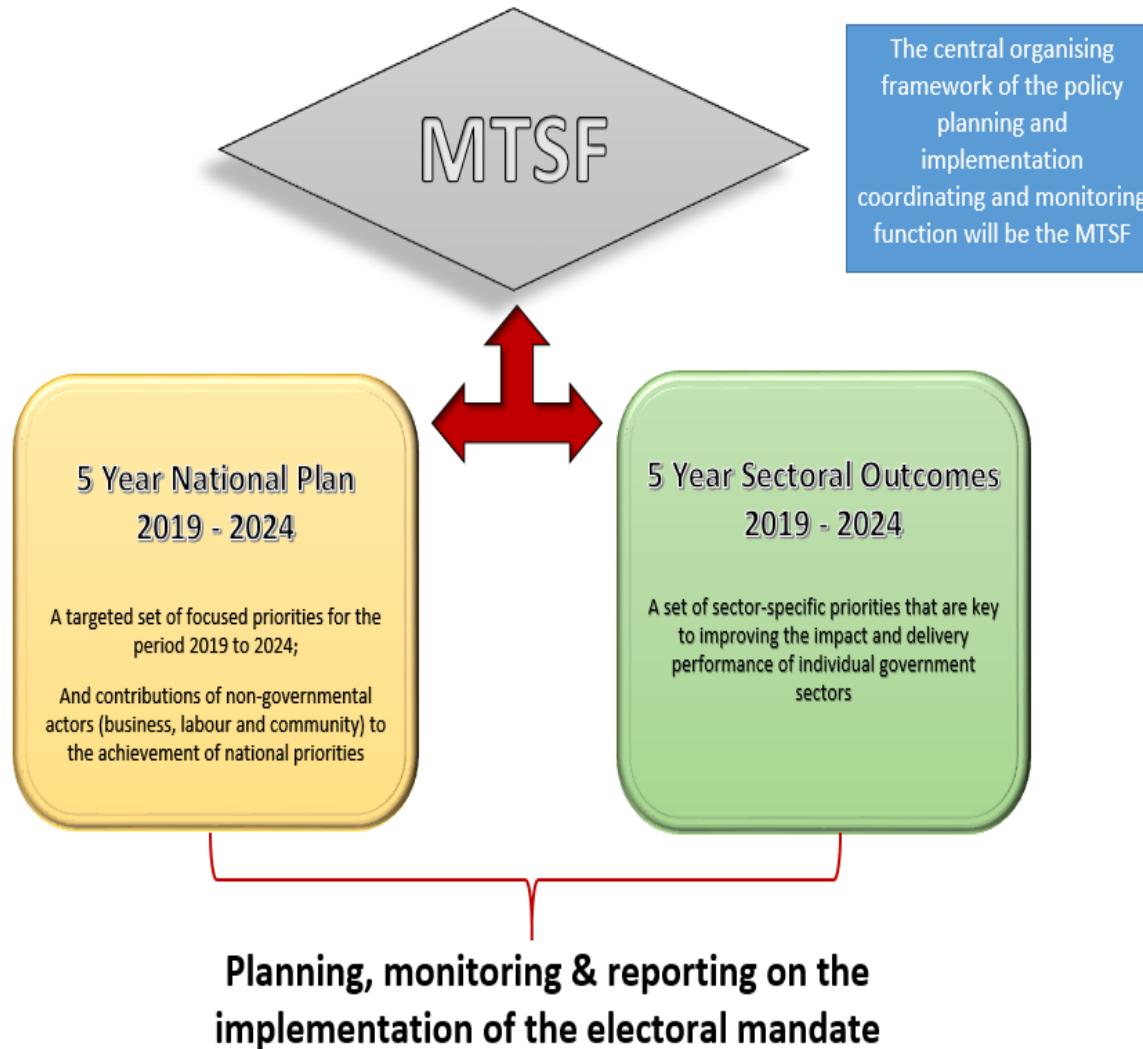 MTSF
The central organising
framework of the policy
planning and
implementation
coordinating and monitoring
function will be the MTSF
5 Year National Plan
2019 - 2024
A targeted set of focused priorities for the
period 2019 to 2024;
And contributions of non-governmental
actors (business, labour and community) to
the achievement of national priorities
5 Year Sectoral Outcomes
2019 - 2024
A set of sector-specific priorities that are key
to improving the impact and delivery
performance of individual government
sectors
Planning, monitoring & reporting on the
implementation of the electoral mandate